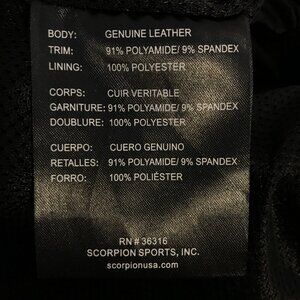 BODY: GENUINE LEATHER
TRIM: 91% POLYAMIDE/ 9% SPANDEX
LINING: 100% POLYESTER
CORPS: CUIR VERITABLE
GARNITURE: 91% POLYAMIDE/ 9% SPANDEX
DOUBLURE: 100% POLYESTER
CUERPO: CUERO GENUINO
RETALLES: 91% POLYAMIDE/ 9% SPANDEX
FORRO: 100% POLIÉSTER
RN # 36316
SCORPION SPORTS, INC.
scorpionusa.com